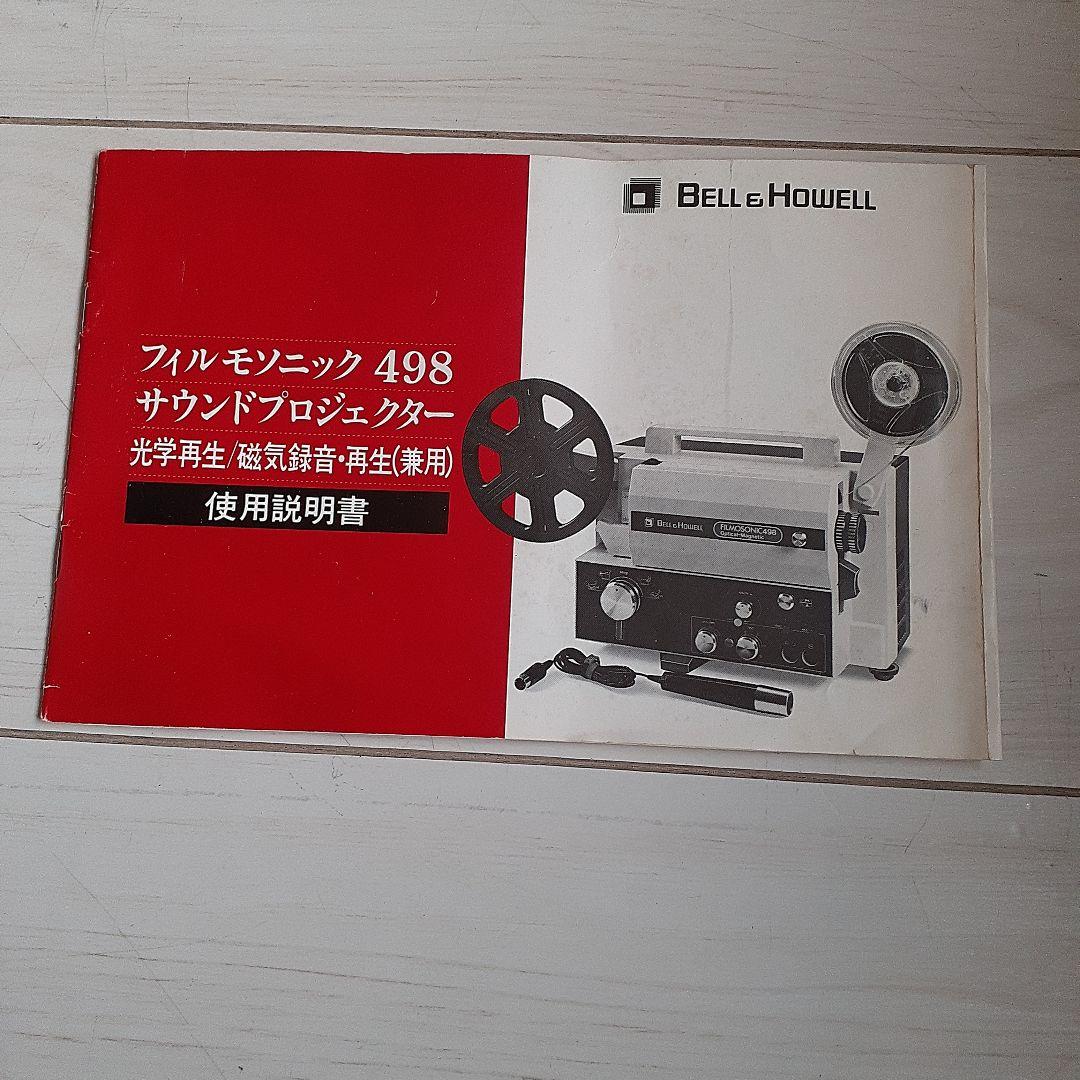 BELL & HOWELL
フィルモソニック 498
サウンドプロジェクター
光学再生/磁気録音・再生(兼用)
使用説明書
BELL & HOWELL
FILMOSONIC 498
Optical-Magnetic